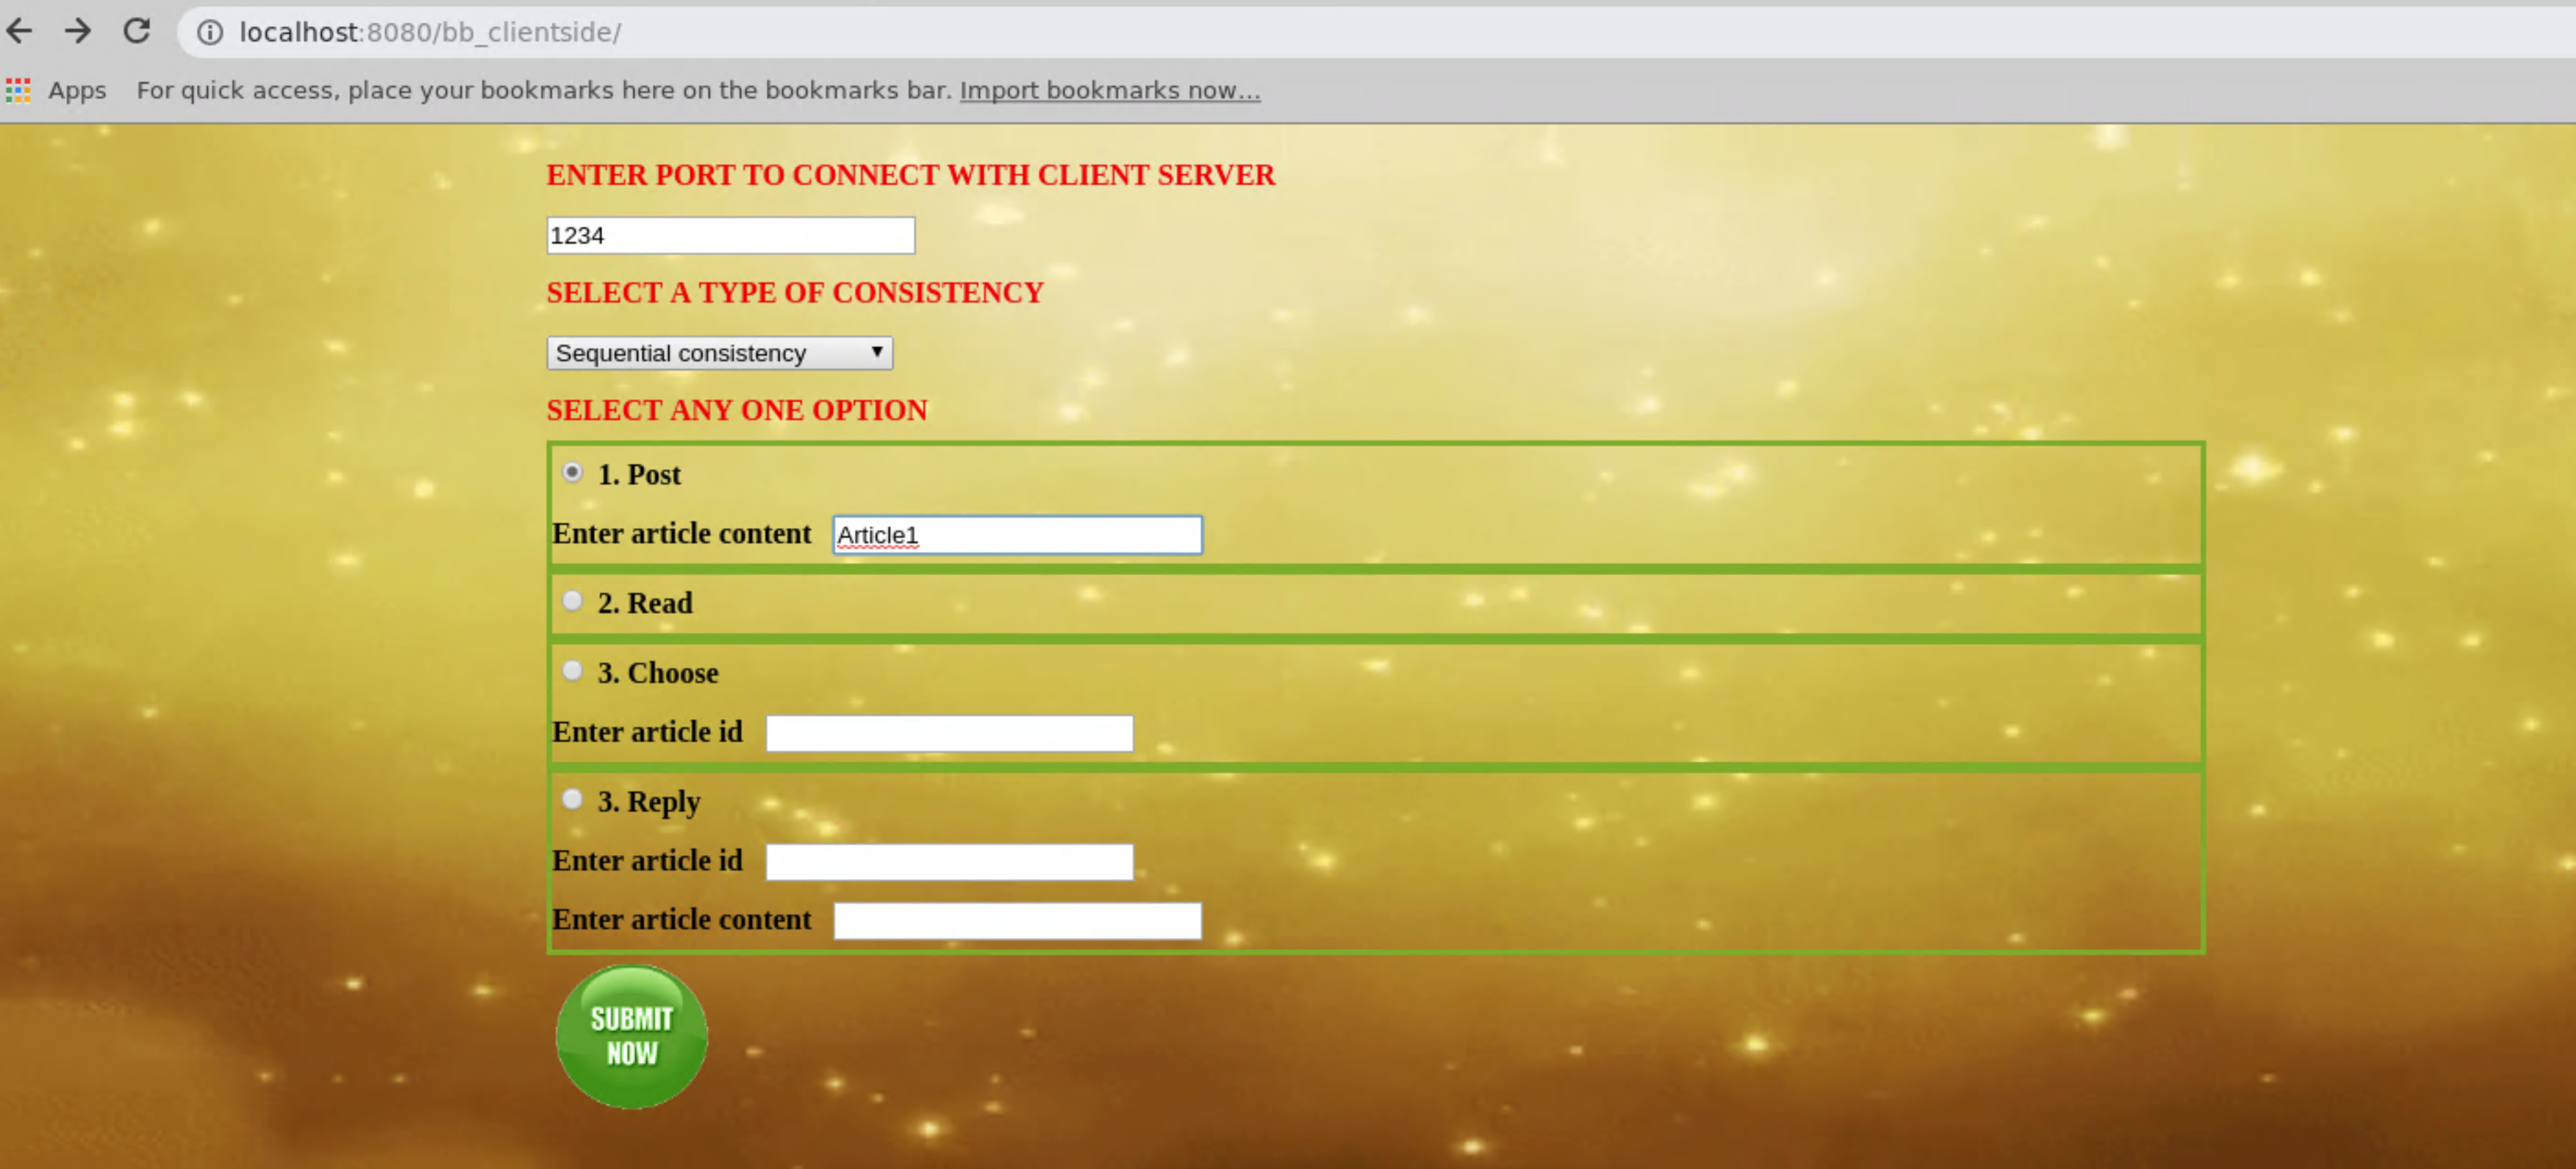 localhost:8080/bb_clientside/
Apps For quick access, place your bookmarks here on the bookmarks bar. Import bookmarks now...
ENTER PORT TO CONNECT WITH CLIENT SERVER
1234
SELECT A TYPE OF CONSISTENCY
Sequential consistency
SELECT ANY ONE OPTION
1. Post
Enter article content Article1
2. Read
3. Choose
Enter article id
3. Reply
Enter article id
Enter article content
SUBMIT
NOW